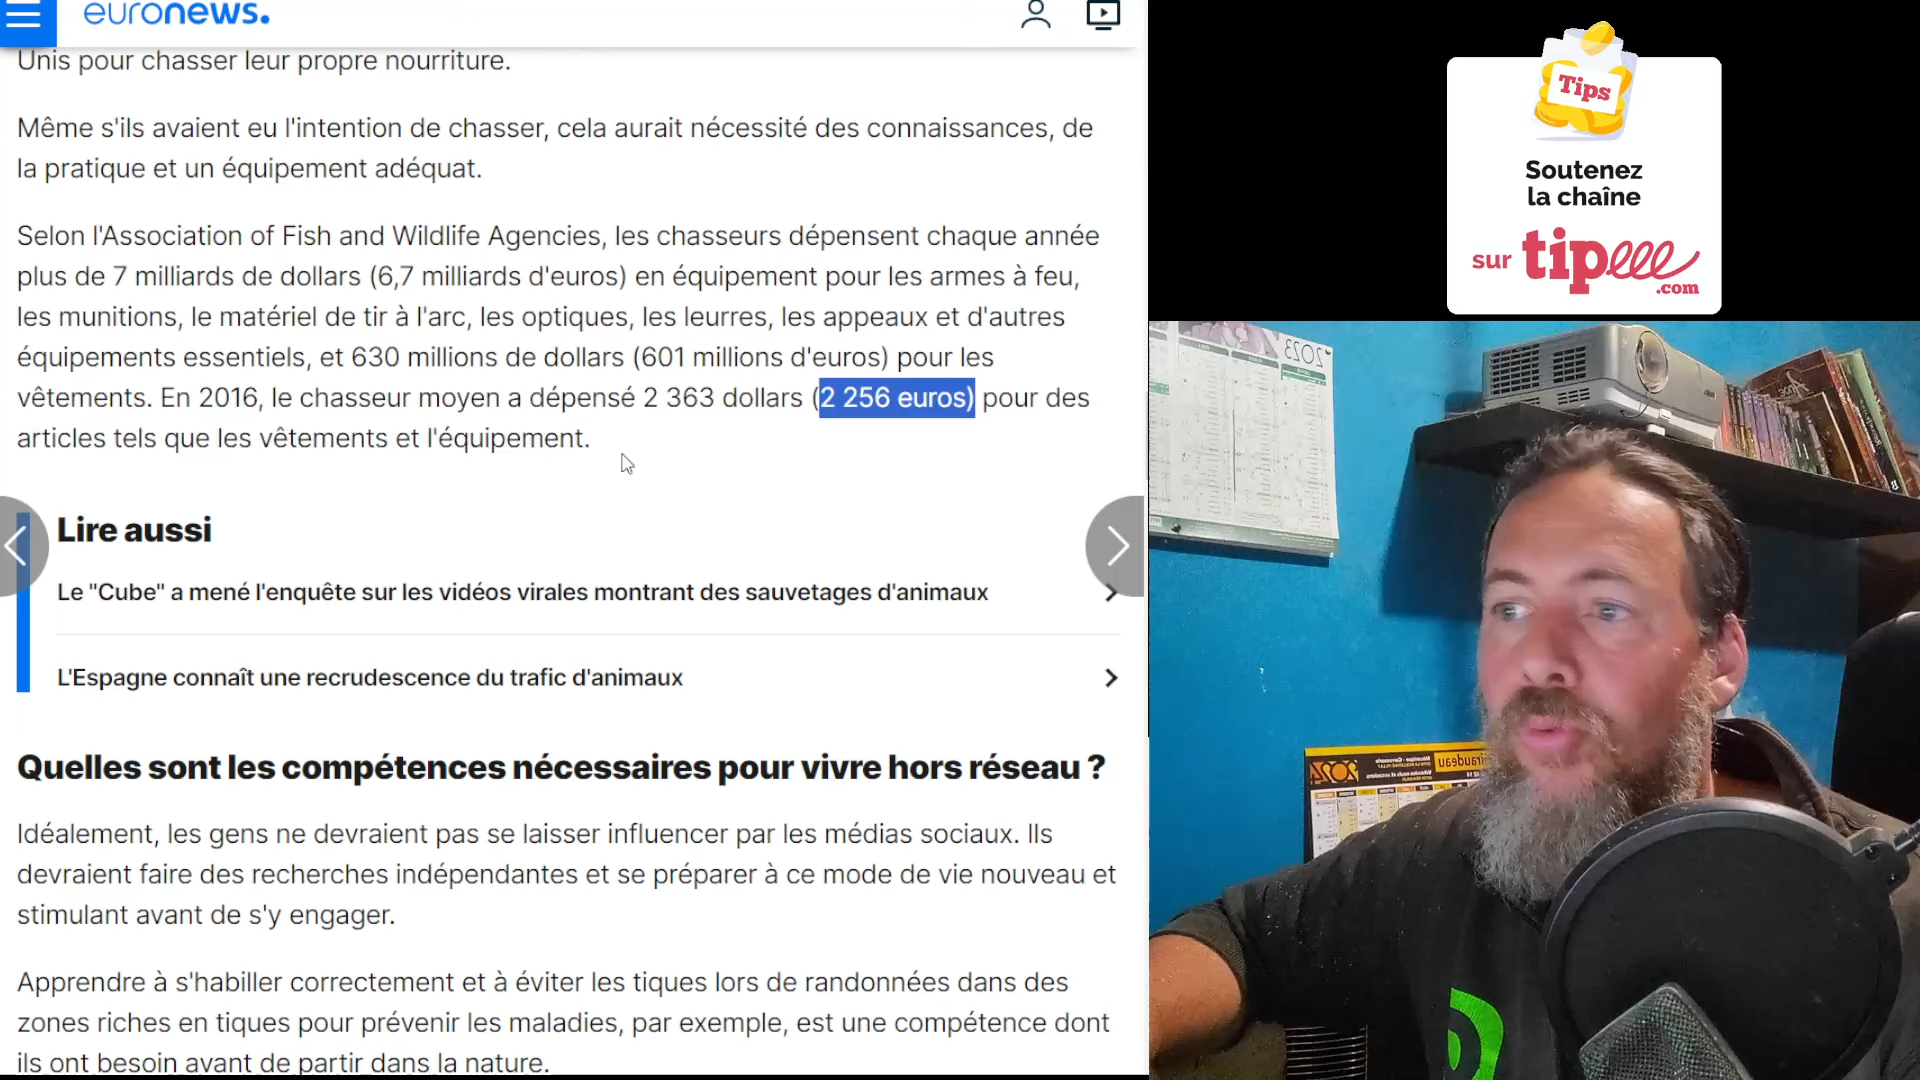 euronews.
Unis pour chasser leur propre nourriture.
Même s'ils avaient eu l'intention de chasser, cela aurait nécessité des connaissances, de
la pratique et un équipement adéquat.
Selon l'Association of Fish and Wildlife Agencies, les chasseurs dépensent chaque année
plus de 7 milliards de dollars (6,7 milliards d'euros) en équipement pour les armes à feu,
les munitions, le matériel de tir à l'arc, les optiques, les leurres, les appeaux et d'autres
équipements essentiels, et 630 millions de dollars (601 millions d'euros) pour les
vêtements. En 2016, le chasseur moyen a dépensé 2 363 dollars (2 256 euros) pour des
articles tels que les vêtements et l'équipement.
Lire aussi
Le "Cube" a mené l'enquête sur les vidéos virales montrant des sauvetages d'animaux
L'Espagne connaît une recrudescence du trafic d'animaux
Quelles sont les compétences nécessaires pour vivre hors réseau ?
Idéalement, les gens ne devraient pas se laisser influencer par les médias sociaux. Ils
devraient faire des recherches indépendantes et se préparer à ce mode de vie nouveau et
stimulant avant de s'y engager.
Apprendre à s'habiller correctement et à éviter les tiques lors de randonnées dans des
zones riches en tiques pour prévenir les maladies, par exemple, est une compétence dont
ils ont besoin avant de partir dans la nature.
Tips
Soutenez
la chaîne
sur tipeee
.com
2023